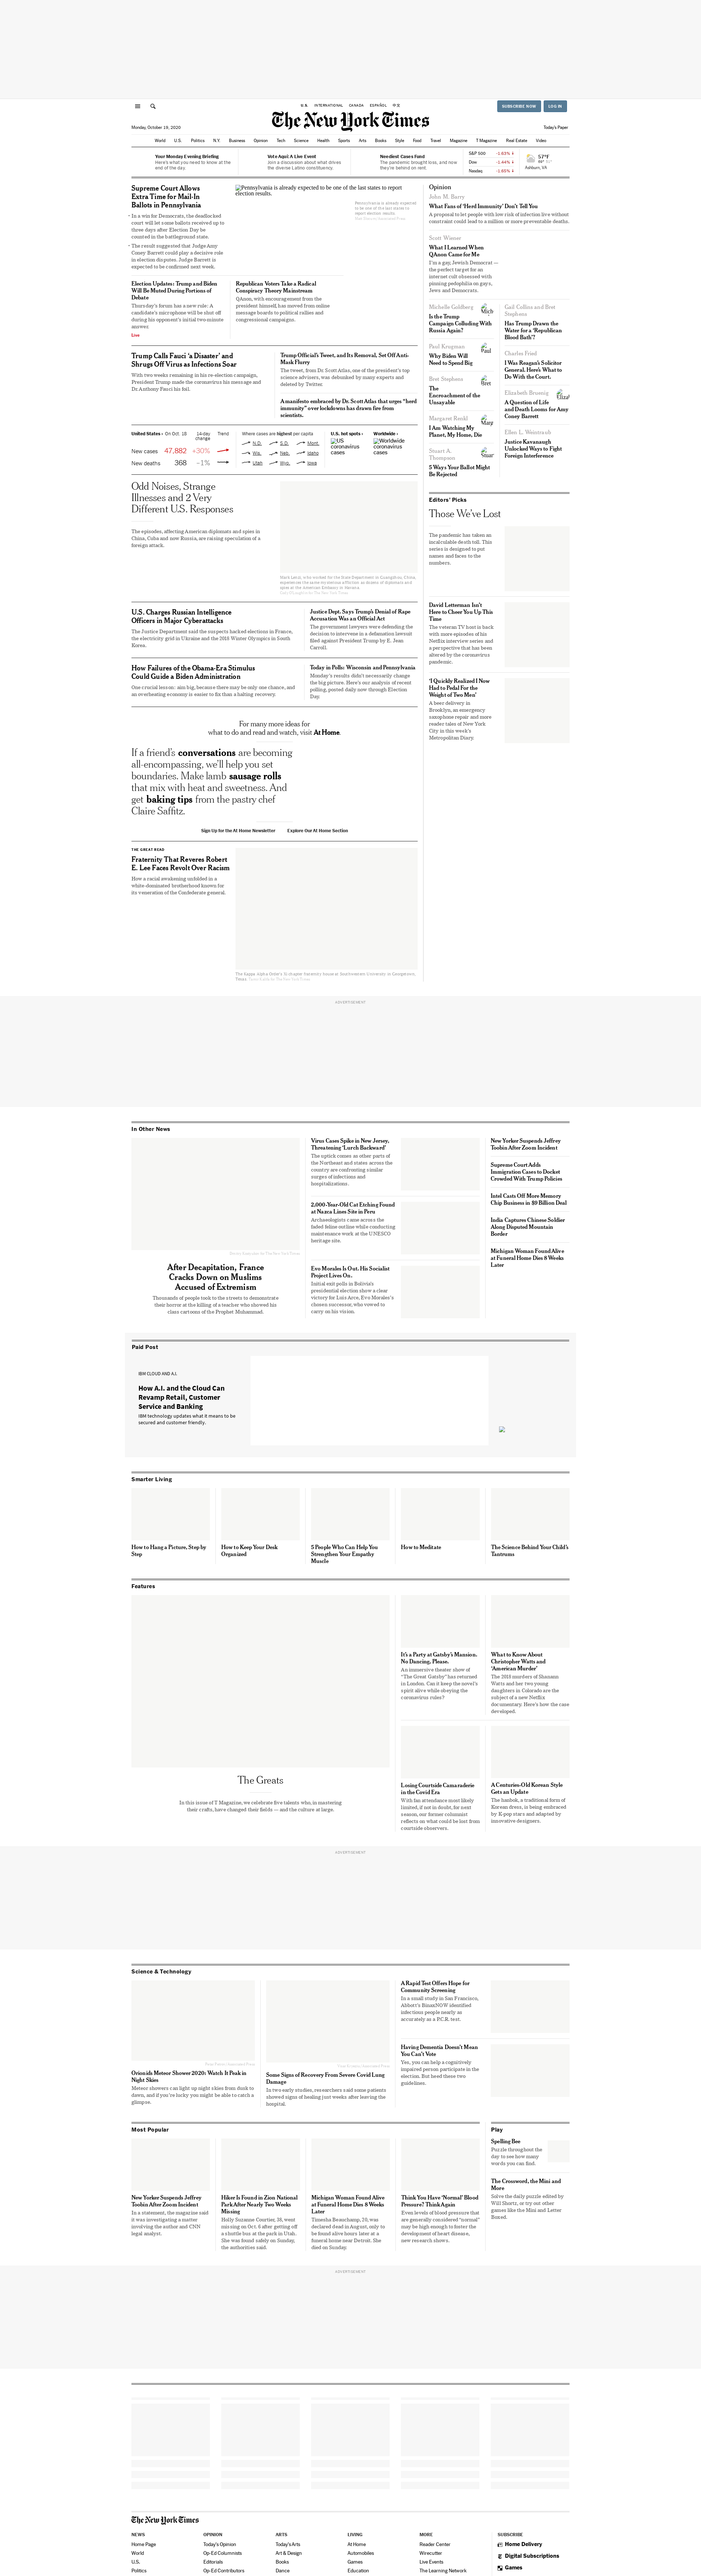 U.S.
INTERNATIONAL
CANADA
ESPAÑOL
中文
SUBSCRIBE NOW
LOG IN
The New York Times
Monday, October 19, 2020
Today's Paper
World
U.S.
Politics
N.Y.
Business
Opinion
Tech
Science
Health
Sports
Arts
Books
Style
Food
Travel
Magazine
T Magazine
Real Estate
Video
Your Monday Evening Briefing
Here's what you need to know at the
end of the day.
Vote Aquí: A Live Event
Join a discussion about what drives
the diverse Latino constituency.
Neediest Cases Fund
The pandemic brought loss, and now
they're behind on rent.
S&P 500
-1.63% ↓
Dow
-1.44% ↓
Nasdaq
-1.65% ↓
57°F
Ashburn, VA
Supreme Court Allows
Extra Time for Mail-In
Ballots in Pennsylvania
• In a win for Democrats, the deadlocked
court will let some ballots received up to
three days after Election Day be
counted in the battleground state.
• The result suggested that Judge Amy
Coney Barrett could play a decisive role
in election disputes. Judge Barrett is
expected to be confirmed next week.
Pennsylvania is already expected to be one of the last states to report
election results.
Pennsylvania is already expected
to be one of the last states to
report election results.
Election Updates: Trump and Biden
Will Be Muted During Portions of
Debate
Thursday's forum has a new rule: A
candidate's microphone will be shut off
during his opponent's initial two-minute
answer.
Live
Republican Voters Take a Radical
Conspiracy Theory Mainstream
QAnon, with encouragement from the
president himself, has moved from online
message boards to political rallies and
congressional campaigns.
Trump Calls Fauci 'a Disaster' and
Shrugs Off Virus as Infections Soar
With two weeks remaining in his re-election campaign,
President Trump made the coronavirus his message and
Dr. Anthony Fauci his foil.
Trump Official's Tweet, and Its Removal, Set Off Anti-
Mask Flurry
The tweet, from Dr. Scott Atlas, one of the president's top
science advisers, was debunked by many experts and
deleted by Twitter.
A manifesto embraced by Dr. Scott Atlas that urges "herd
immunity" over lockdowns has drawn fire from
scientists.
United States ›
On Oct. 18
14-day
change
Trend
New cases
47,882
+30%
New deaths
368
−1%
Where cases are highest per capita
N.D.
S.D.
Mont.
Wis.
Neb.
Idaho
Utah
Wyo.
Iowa
U.S. hot spots ›
US
coronavirus
cases
Worldwide ›
Worldwide
coronavirus
cases
Odd Noises, Strange
Illnesses and 2 Very
Different U.S. Responses
The episodes, affecting American diplomats and spies in
China, Cuba and now Russia, are raising speculation of a
foreign attack.
Mark Lenzi, who worked for the State Department in Guangzhou, China,
experienced the same mysterious affliction as dozens of diplomats and
spies at the American Embassy in Havana.
U.S. Charges Russian Intelligence
Officers in Major Cyberattacks
The Justice Department said the suspects hacked elections in France,
the electricity grid in Ukraine and the 2018 Winter Olympics in South
Korea.
Justice Dept. Says Trump's Denial of Rape
Accusation Was an Official Act
The government lawyers were defending the
decision to intervene in a defamation lawsuit
filed against President Trump by E. Jean
Carroll.
How Failures of the Obama-Era Stimulus
Could Guide a Biden Administration
One crucial lesson: aim big, because there may be only one chance, and
an overheating economy is easier to fix than a halting recovery.
Today in Polls: Wisconsin and Pennsylvania
Monday's results didn't necessarily change
the big picture. Here's our analysis of recent
polling, posted daily now through Election
Day.
For many more ideas for
what to do and read and watch, visit At Home.
If a friend's conversations are becoming
all-encompassing, we'll help you set
boundaries. Make lamb sausage rolls
that mix with heat and sweetness. And
get baking tips from the pastry chef
Claire Saffitz.
Sign Up for the At Home Newsletter
Explore Our At Home Section
THE GREAT READ
Fraternity That Reveres Robert
E. Lee Faces Revolt Over Racism
How a racial awakening unfolded in a
white-dominated brotherhood known for
its veneration of the Confederate general.
The Kappa Alpha Order's Xi chapter fraternity at Southwestern University in Georgetown,
Texas.
Opinion
John M. Barry
What Fans of 'Herd Immunity' Don't Tell You
A proposal to let people with low risk of infection live without
constraint could lead to a million or more preventable deaths.
Scott Wiener
What I Learned When
QAnon Came for Me
I'm a gay, Jewish Democrat —
the perfect target for an
internet cult obsessed with
pinning pedophilia on gays,
Jews and Democrats.
Michelle Goldberg
Is the Trump
Campaign Colluding With
Russia Again?
Paul Krugman
Why Biden Will
Need to Spend Big
Bret Stephens
The
Encroachment of the
Unsayable
Margaret Renkl
I Am Watching My
Planet, My Home, Die
Stuart A.
Thompson
5 Ways Your Ballot Might
Be Rejected
Gail Collins and Bret
Stephens
Has Trump Drawn the
Water for a 'Republican
Blood Bath'?
Charles Fried
I Was Reagan's Solicitor
General. Here's What to
Do With the Court.
Elizabeth Bruenig
A Question of Life
and Death Looms for Amy
Coney Barrett
Ellen L. Weintraub
Justice Kavanaugh
Unlocked Ways to Fight
Foreign Interference
Editors' Picks
Those We've Lost
The pandemic has taken an
incalculable death toll. This
series is designed to put
names and faces to the
numbers.
David Letterman Isn't
Here to Cheer You Up This
Time
The veteran TV host is back
with more episodes of his
Netflix interview series and
a perspective that has been
altered by the coronavirus
pandemic.
'I Quickly Realized I Now
Had to Pedal For the
Weight of Two Men'
A beer delivery in
Brooklyn, an emergency
saxophone repair and more
reader tales of New York
City in this week's
Metropolitan Diary.
ADVERTISEMENT
In Other News
After Decapitation, France
Cracks Down on Muslims
Accused of Extremism
Thousands of people took to the streets to demonstrate
their horror at the killing of a teacher who showed his
class cartoons of the Prophet Muhammad.
Virus Cases Spike in New Jersey,
Threatening 'Lurch Backward'
The uptick comes as other parts of
the Northeast and states across the
country are confronting similar
surges of infections and
hospitalizations.
2,000-Year-Old Cat Etching Found
at Nazca Lines Site in Peru
Archaeologists came across the
faded feline outline while conducting
maintenance work at the UNESCO
heritage site.
Evo Morales Is Out. His Socialist
Project Lives On.
Initial exit polls in Bolivia's
presidential election show a clear
victory for Luis Arce, Evo Morales's
chosen successor, who vowed to
carry on his vision.
New Yorker Suspends Jeffrey
Toobin After Zoom Incident
Supreme Court Adds
Immigration Cases to Docket
Crowded With Trump Policies
Intel Casts Off More Memory
Chip Business in $9 Billion Deal
India Captures Chinese Soldier
Along Disputed Mountain
Border
Michigan Woman Found Alive
at Funeral Home Dies 8 Weeks
Later
Paid Post
IBM CLOUD AND A.I.
How A.I. and the Cloud Can
Revamp Retail, Customer
Service and Banking
IBM technology updates what it means to be
secured and customer friendly.
Smarter Living
How to Hang a Picture, Step by
Step
How to Keep Your Desk
Organized
5 People Who Can Help You
Strengthen Your Empathy
Muscle
How to Meditate
The Science Behind Your Child's
Tantrums
Features
The Greats
In this issue of T Magazine, we celebrate five talents who, in mastering
their crafts, have changed their fields — and the culture at large.
It's a Party at Gatsby's Mansion.
No Dancing, Please.
An immersive theater show of
"The Great Gatsby" has returned
in London. Can it keep the novel's
spirit alive while obeying the
coronavirus rules?
What to Know About
Christopher Watts and
'American Murder'
The 2018 murders of Shanann
Watts and her two young
daughters in Colorado are the
subject of a new Netflix
documentary. Here's how the case
developed.
Losing Courtside Camaraderie
in the Covid Era
With fan attendance most likely
limited, if not in doubt, for next
season, our former columnist
reflects on what could be lost from
courtside observers.
A Centuries-Old Korean Style
Gets an Update
The hanbok, a traditional form of
Korean dress, is being embraced
by K-pop stars and adapted by
innovative designers.
ADVERTISEMENT
Science & Technology
Orionids Meteor Shower 2020: Watch It Peak in
Night Skies
Meteor showers can light up night skies from dusk to
dawn, and if you're lucky you might be able to catch a
glimpse.
Some Signs of Recovery From Severe Covid Lung
Damage
In two early studies, researchers said some patients
showed signs of healing just weeks after leaving the
hospital.
A Rapid Test Offers Hope for
Community Screening
In a small study in San Francisco,
Abbott's BinaxNOW identified
infectious people nearly as
accurately as a P.C.R. test.
Having Dementia Doesn't Mean
You Can't Vote
Yes, you can help a cognitively
impaired person participate in the
election. But heed these two
guidelines.
Most Popular
New Yorker Suspends Jeffrey
Toobin After Zoom Incident
In a statement, the magazine said
it was investigating a matter
involving the author and CNN
legal analyst.
Hiker Is Found in Zion National
Park After Nearly Two Weeks
Missing
Holly Suzanne Courtier, 38, went
missing on Oct. 6 after getting off
a shuttle bus at the park in Utah.
She was found safely on Sunday,
the authorities said.
Michigan Woman Found Alive
at Funeral Home Dies 8 Weeks
Later
Timesha Beauchamp, 20, was
declared dead in August, only to
be found alive hours later at a
funeral home near Detroit. She
died on Sunday.
Think You Have 'Normal' Blood
Pressure? Think Again
Even levels of blood pressure that
are generally considered "normal"
may be high enough to foster the
development of heart disease,
new research shows.
Play
Spelling Bee
Puzzle throughout the
day to see how many
words you can find.
The Crossword, the Mini and
More
Solve the daily puzzle edited by
Will Shortz, or try out other
games like the Mini and Letter
Boxed.
ADVERTISEMENT
The New York Times
NEWS
Home Page
World
U.S.
Politics
OPINION
Today's Opinion
Op-Ed Columnists
Editorials
Op-Ed Contributors
ARTS
Today's Arts
Art & Design
Books
Dance
LIVING
At Home
Automobiles
Games
Education
MORE
Reader Center
Wirecutter
Live Events
The Learning Network
SUBSCRIBE
Home Delivery
Digital Subscriptions
Games